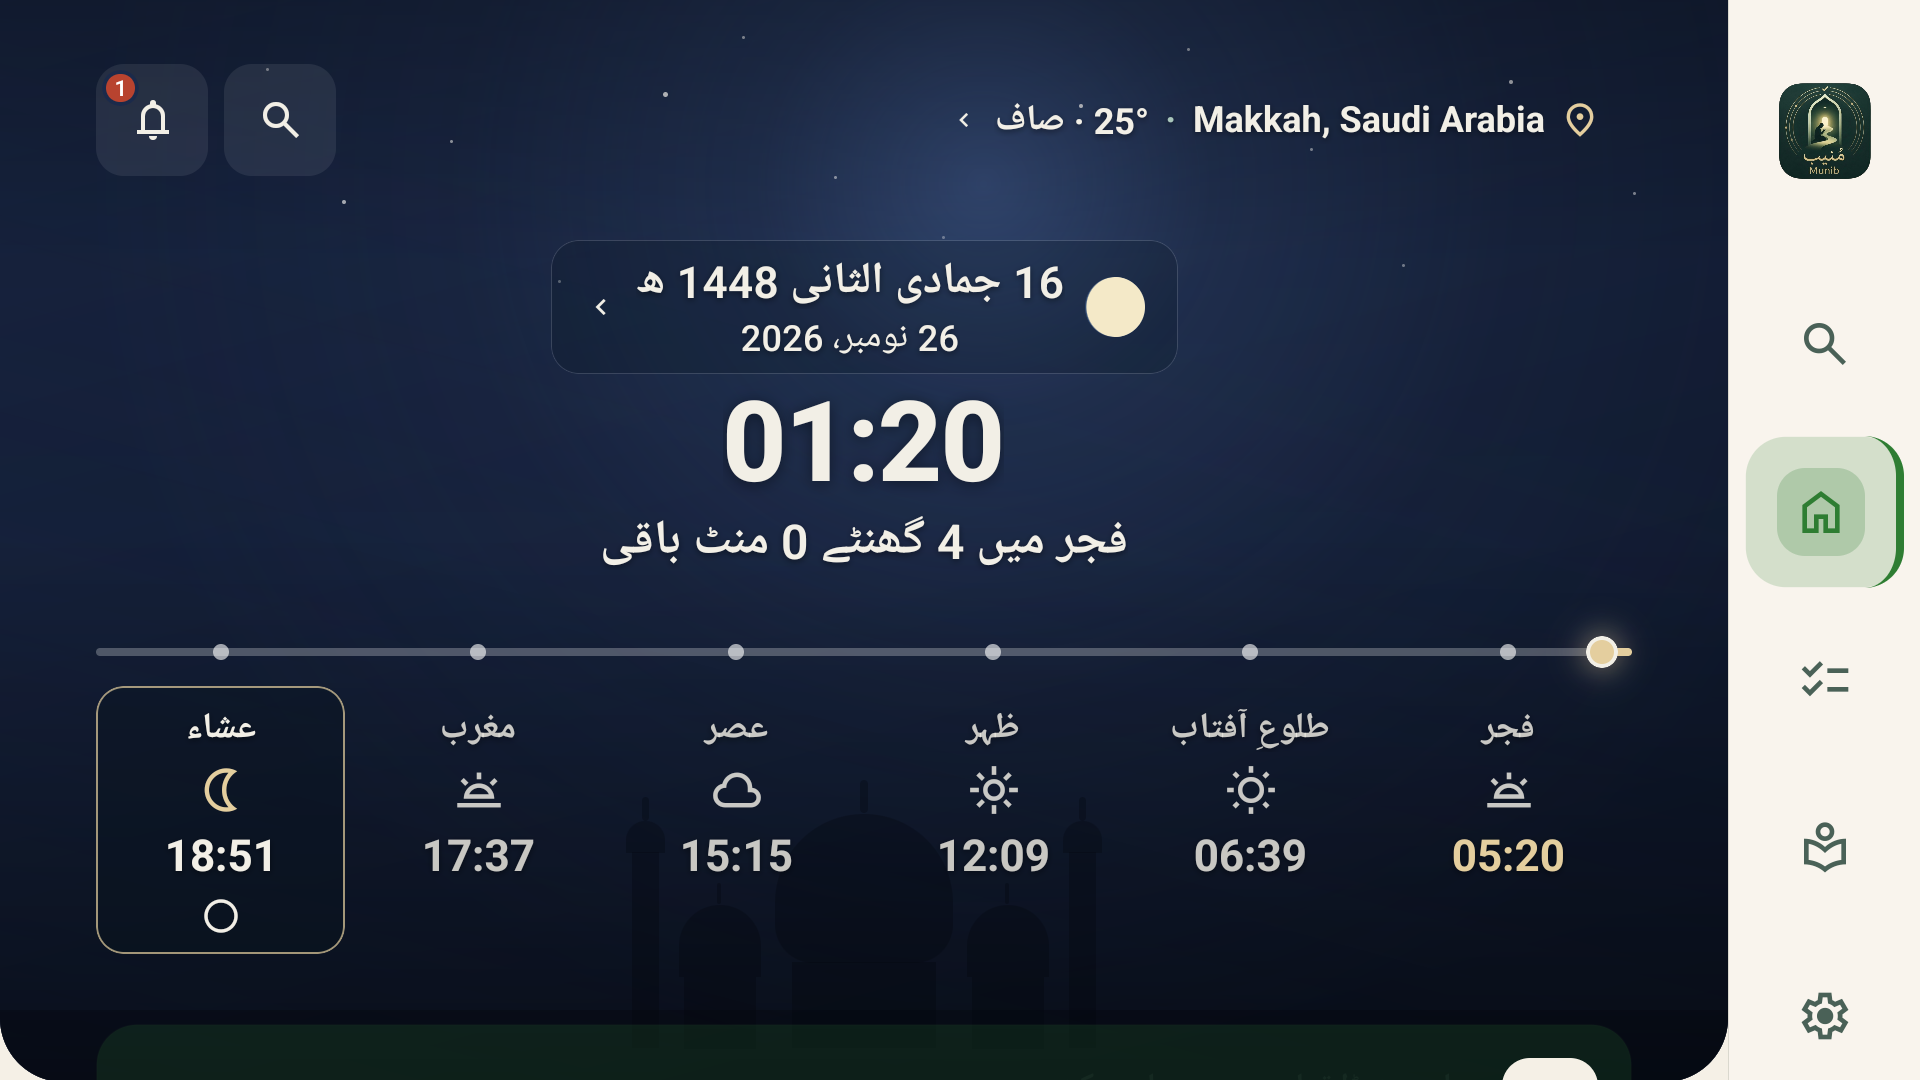 Makkah, Saudi Arabia · 25° : صاف
1
مُنیب
Munib
16 جمادی الثانی 1448 ھ
26 نومبر، 2026
01:20
فجر میں 4 گھنٹے 0 منٹ باقی
فجر طلوعِ آفتاب ظہر عصر مغرب عشاء
05:20 06:39 12:09 15:15 17:37 18:51